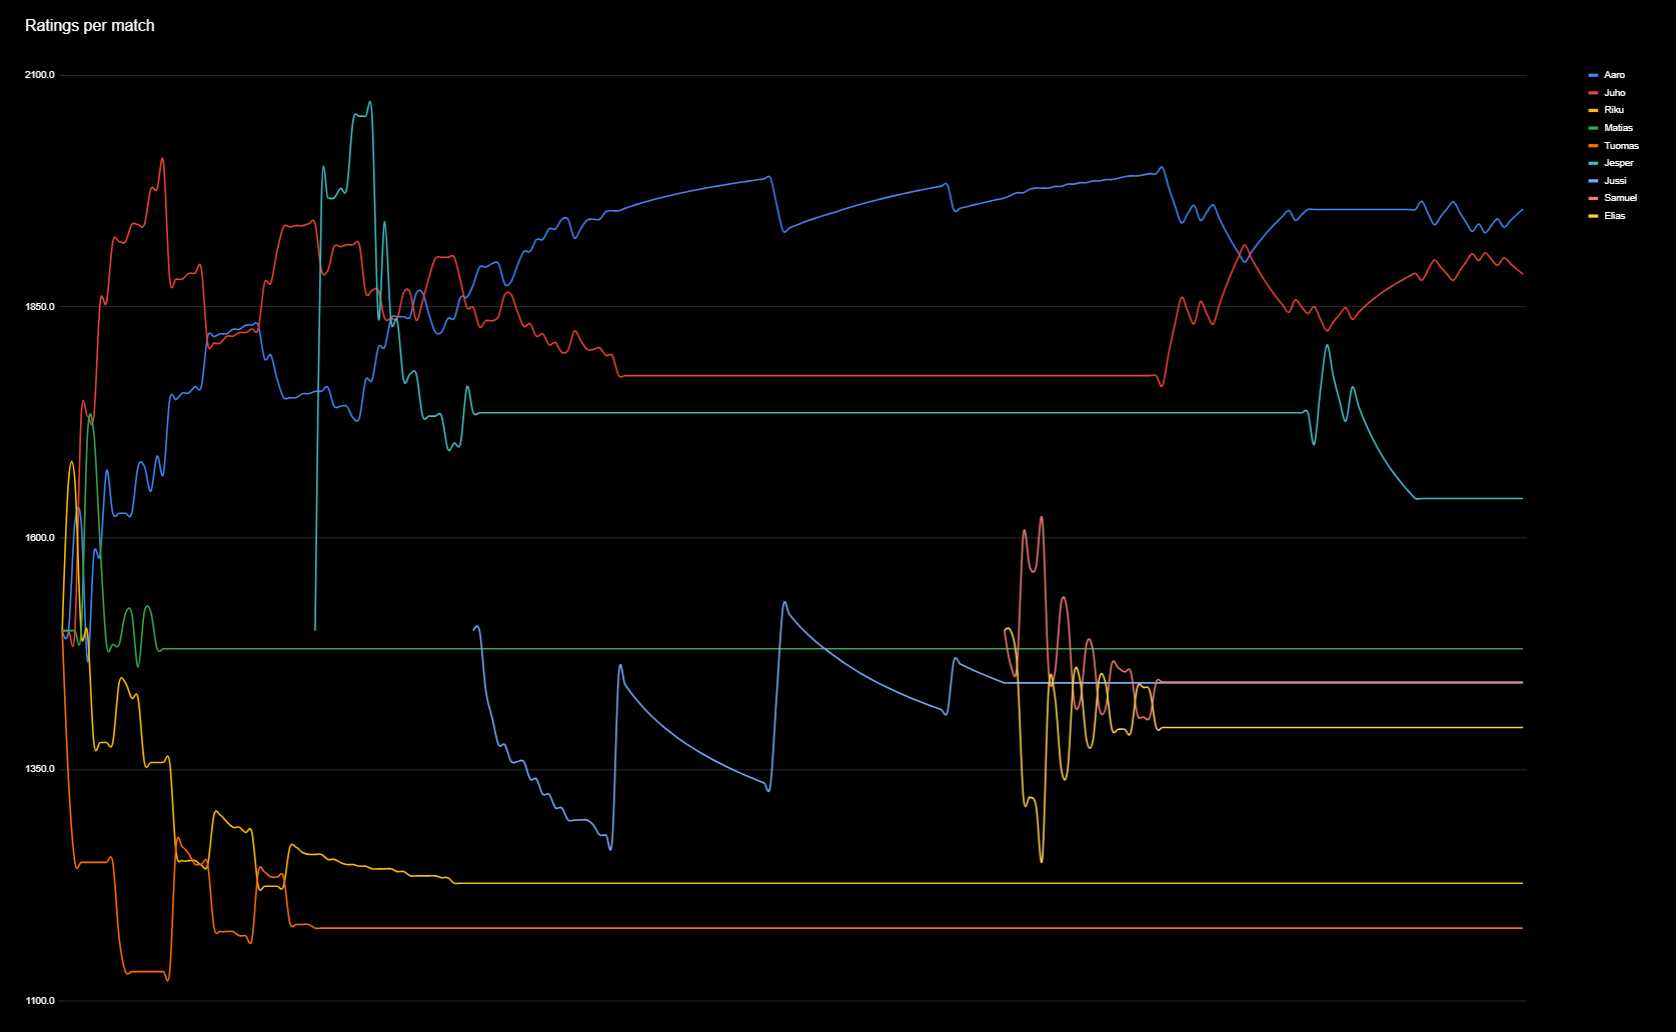 Ratings per match
2100.0
1850.0
1600.0
1350.0
1100.0
Aaro
Juho
Riku
Matias
Tuomas
Jesper
Jussi
Samuel
Elias